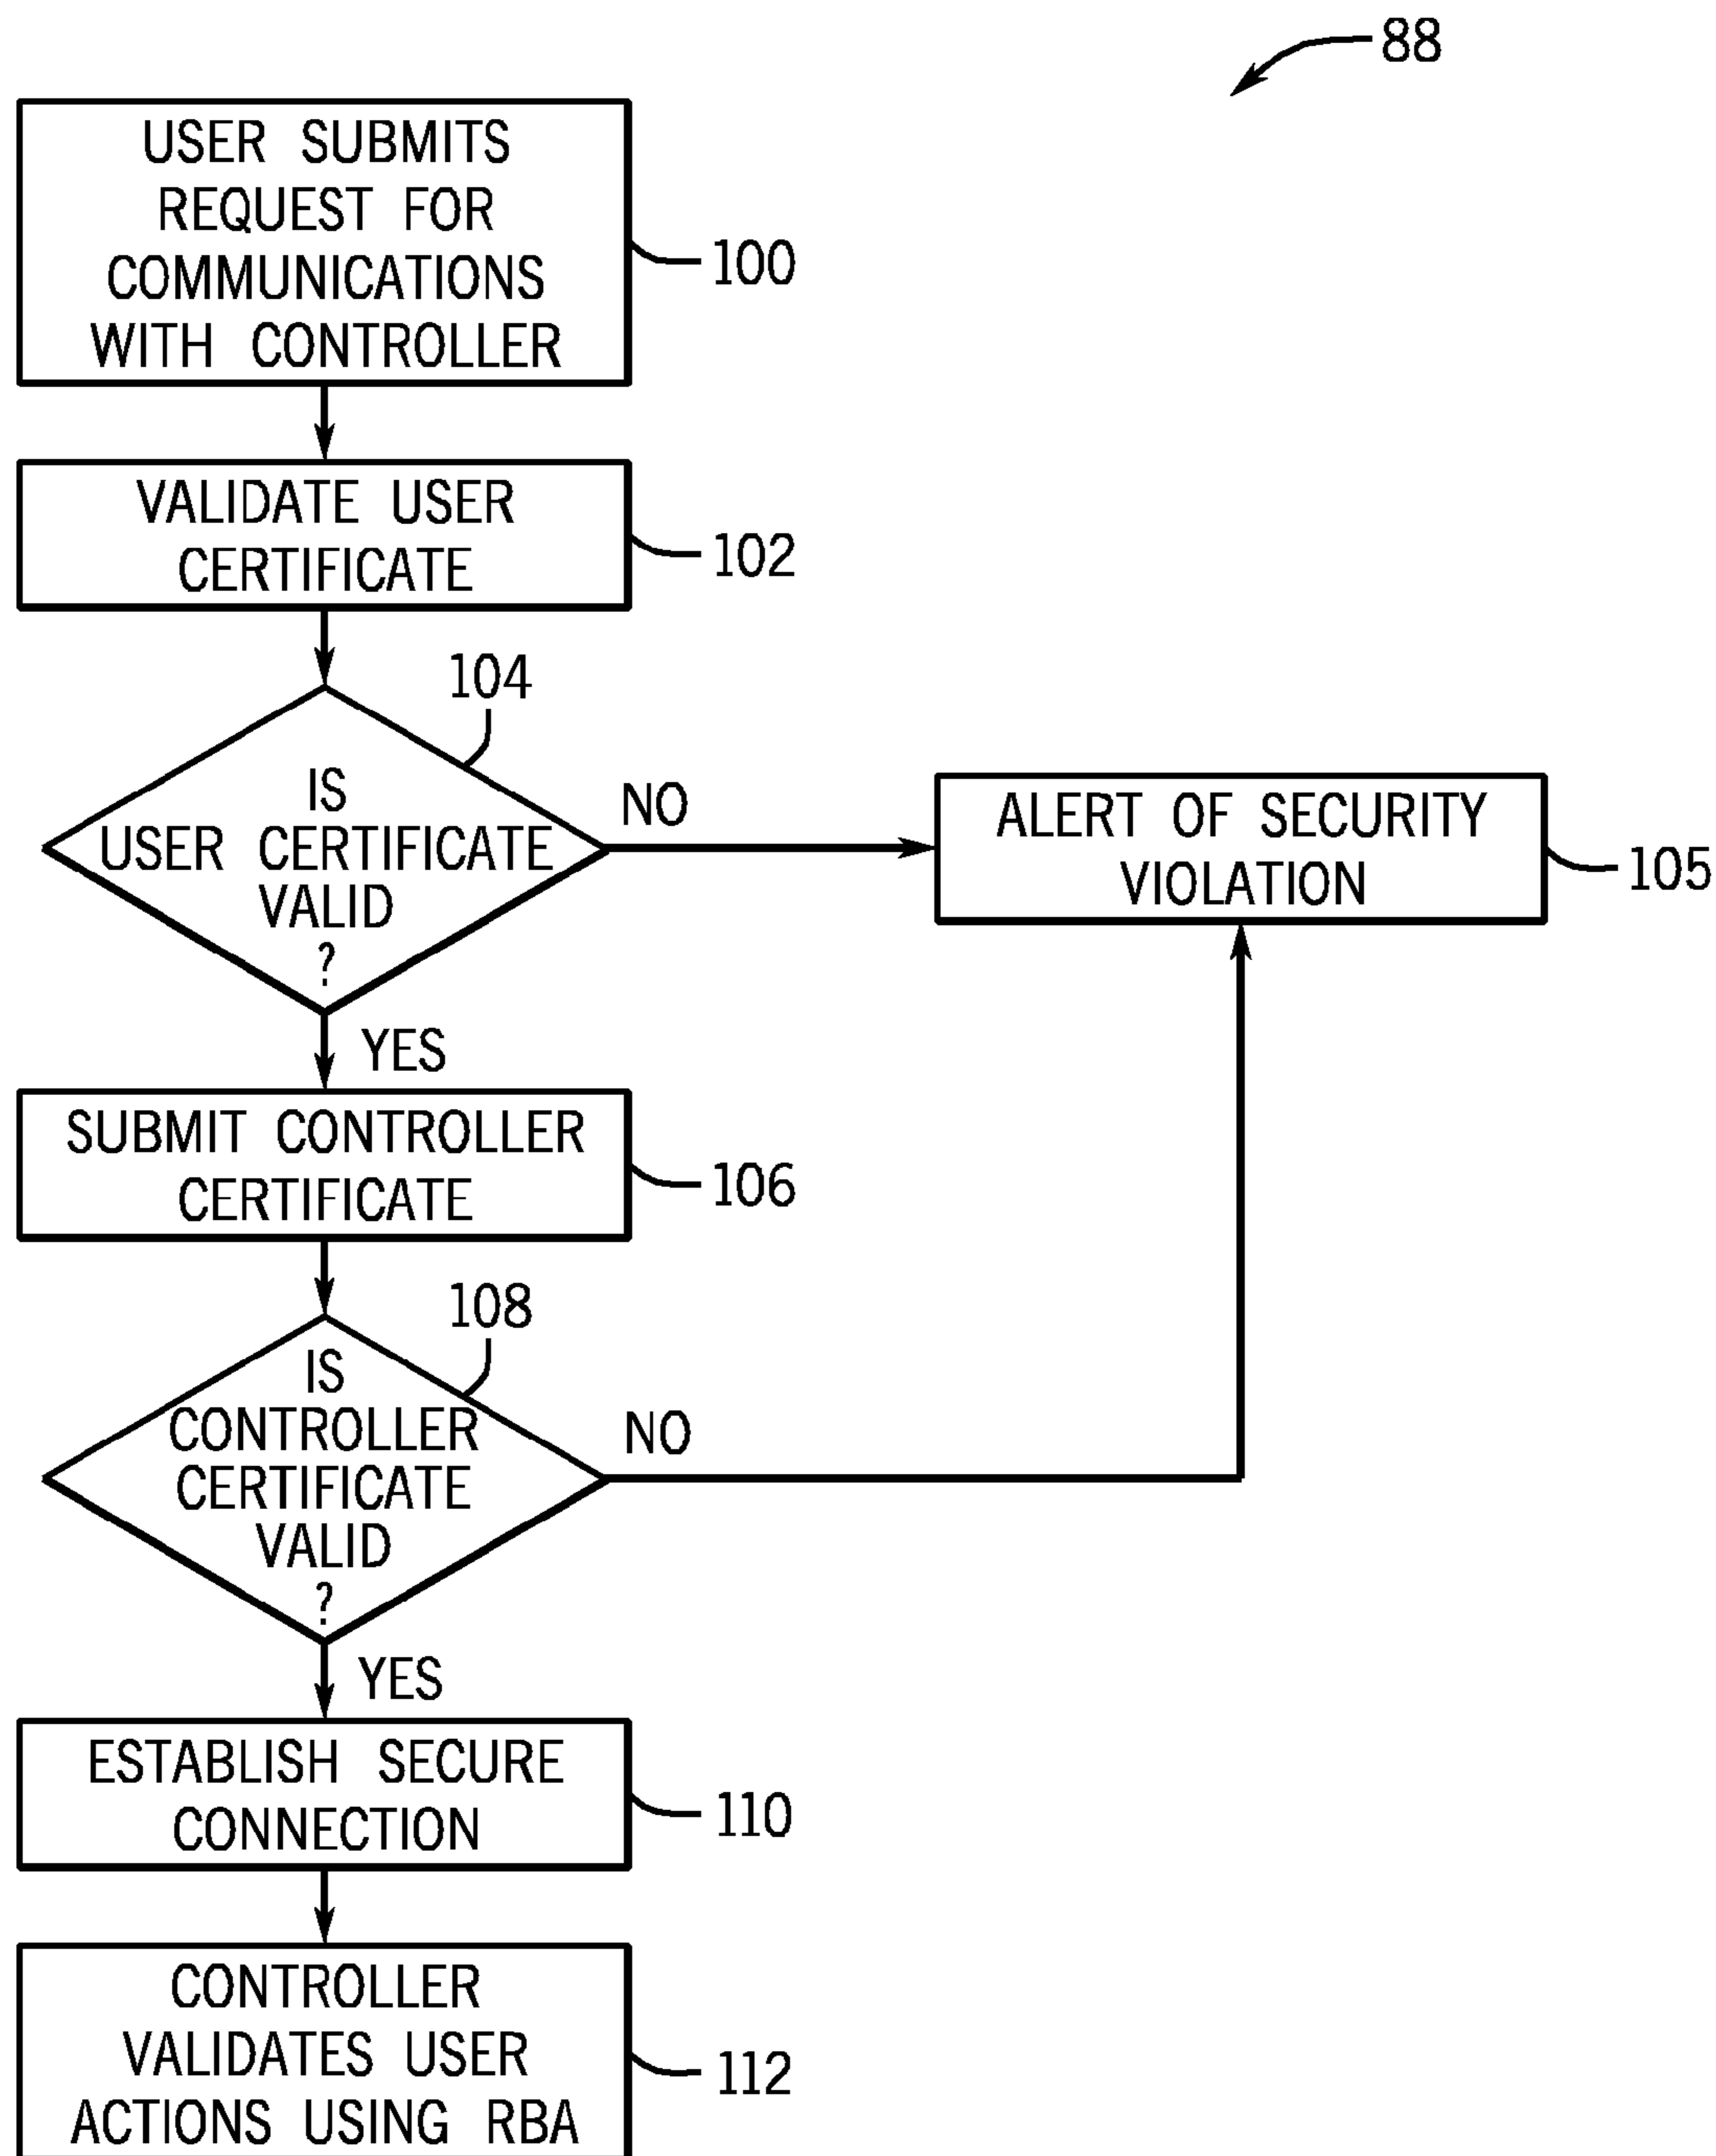 88
USER SUBMITS
REQUEST FOR
COMMUNICATIONS
WITH CONTROLLER
100
VALIDATE USER
CERTIFICATE
102
104
IS
USER CERTIFICATE
VALID
?
NO
ALERT OF SECURITY
VIOLATION
105
YES
SUBMIT CONTROLLER
CERTIFICATE
106
108
IS
CONTROLLER
CERTIFICATE
VALID
?
NO
YES
ESTABLISH SECURE
CONNECTION
110
CONTROLLER
VALIDATES USER
ACTIONS USING RBA
112